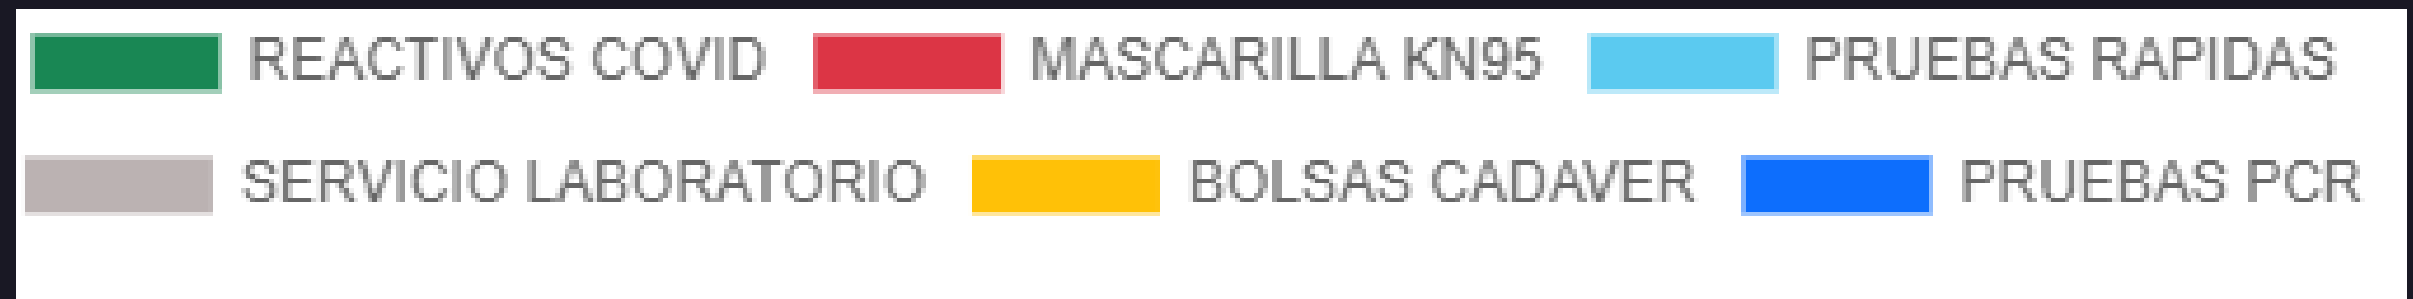 REACTIVOS COVID MASCARILLA KN95 PRUEBAS RAPIDAS
SERVICIO LABORATORIO BOLSAS CADAVER PRUEBAS PCR